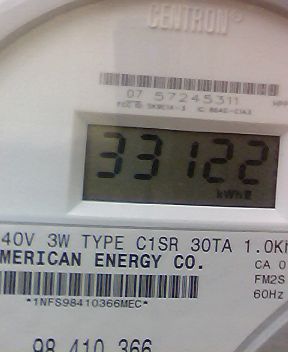 CENTRON®
07 57245311
33122
kWh
40V 3W TYPE C1SR 30TA 1.0K
MERICAN ENERGY CO.
CA 0
FM2S
*1NFS98410366MEC*
60Hz
98 410 366